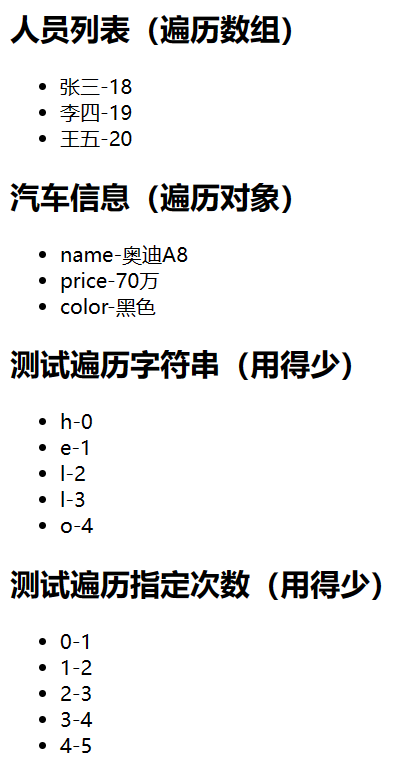 人员列表（遍历数组）
张三-18
李四-19
王五-20
汽车信息（遍历对象）
name-奥迪A8
price-70万
color-黑色
测试遍历字符串（用得少）
h-0
e-1
l-2
l-3
o-4
测试遍历指定次数（用得少）
0-1
1-2
2-3
3-4
4-5